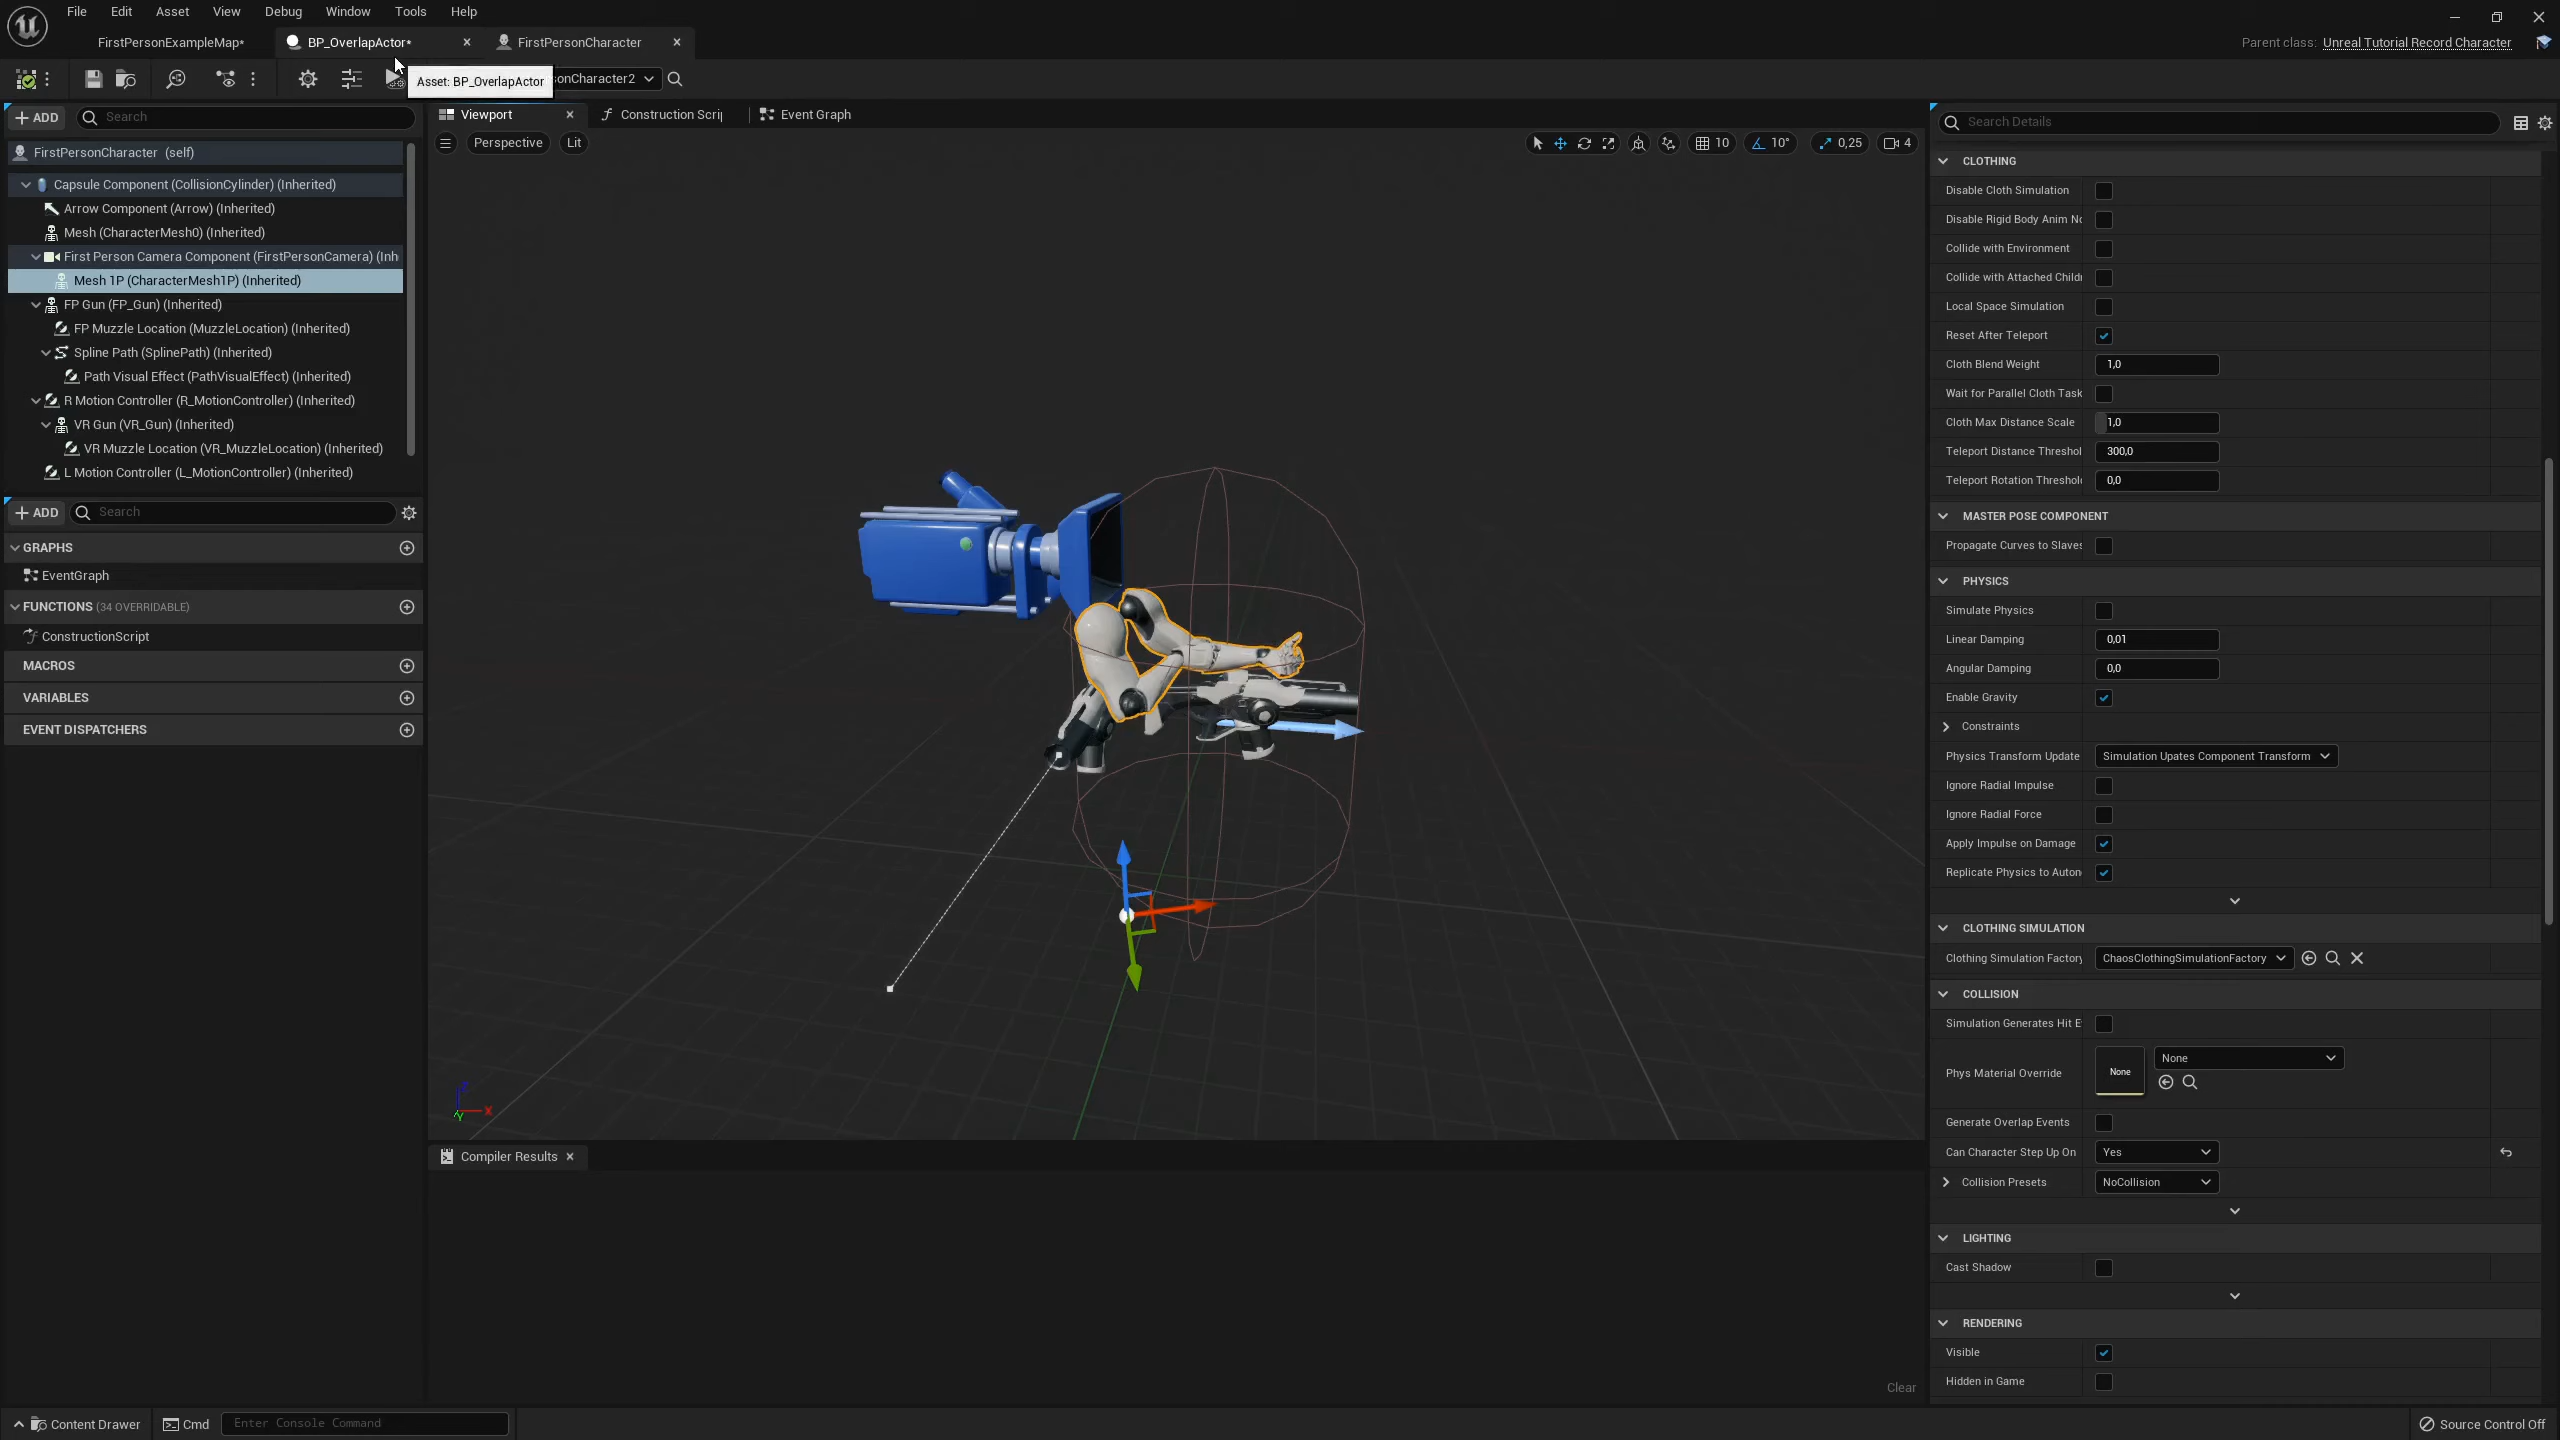 File Edit Asset View Debug Window Tools Help
FirstPersonExampleMap* BP_OverlapActor* FirstPersonCharacter
Parent class: Unreal Tutorial Record Character
Asset: BP_OverlapActor
sonCharacter2
ADD Search
FirstPersonCharacter (self)
Capsule Component (CollisionCylinder) (Inherited)
Arrow Component (Arrow) (Inherited)
Mesh (CharacterMesh0) (Inherited)
First Person Camera Component (FirstPersonCamera) (Inh
Mesh 1P (CharacterMesh1P) (Inherited)
FP Gun (FP_Gun) (Inherited)
FP Muzzle Location (MuzzleLocation) (Inherited)
Spline Path (SplinePath) (Inherited)
Path Visual Effect (PathVisualEffect) (Inherited)
R Motion Controller (R_MotionController) (Inherited)
VR Gun (VR_Gun) (Inherited)
VR Muzzle Location (VR_MuzzleLocation) (Inherited)
L Motion Controller (L_MotionController) (Inherited)
ADD Search
GRAPHS
EventGraph
FUNCTIONS (34 OVERRIDABLE)
ConstructionScript
MACROS
VARIABLES
EVENT DISPATCHERS
Viewport Construction Scrip Event Graph
Perspective Lit
10 10° 0,25 4
Z X Y
Compiler Results
Clear
Search Details
CLOTHING
Disable Cloth Simulation
Disable Rigid Body Anim No
Collide with Environment
Collide with Attached Childr
Local Space Simulation
Reset After Teleport
Cloth Blend Weight 1,0
Wait for Parallel Cloth Task
Cloth Max Distance Scale 1,0
Teleport Distance Threshol 300,0
Teleport Rotation Threshol 0,0
MASTER POSE COMPONENT
Propagate Curves to Slaves
PHYSICS
Simulate Physics
Linear Damping 0,01
Angular Damping 0,0
Enable Gravity
Constraints
Physics Transform Update Simulation Upates Component Transform
Ignore Radial Impulse
Ignore Radial Force
Apply Impulse on Damage
Replicate Physics to Auton
CLOTHING SIMULATION
Clothing Simulation Factory ChaosClothingSimulationFactory
COLLISION
Simulation Generates Hit E
Phys Material Override None None
Generate Overlap Events
Can Character Step Up On Yes
Collision Presets NoCollision
LIGHTING
Cast Shadow
RENDERING
Visible
Hidden in Game
Content Drawer Cmd Enter Console Command
Source Control Off